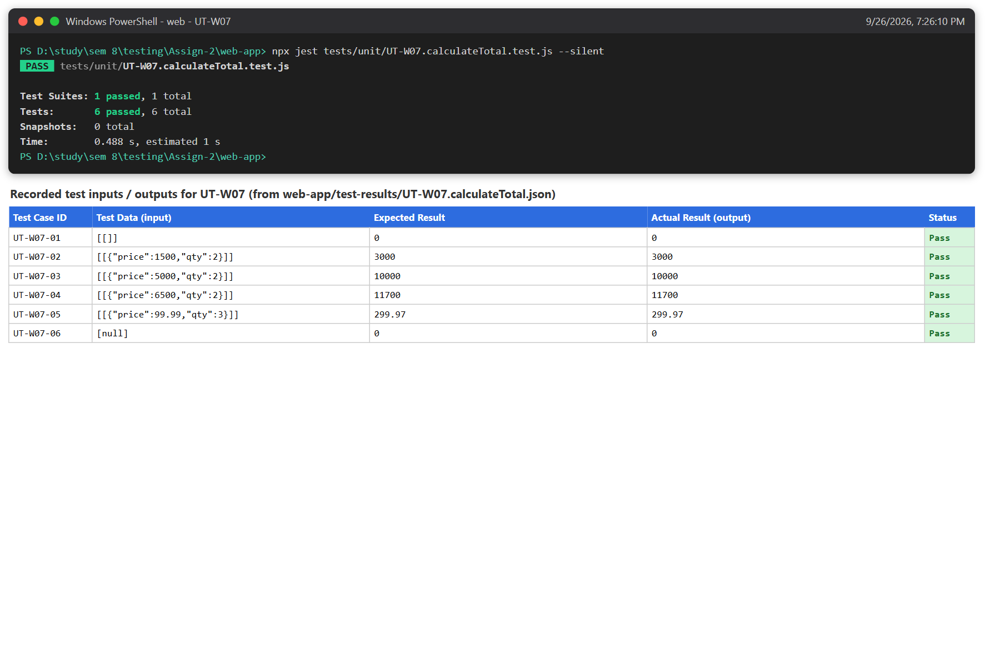 Windows PowerShell - web - UT-W07 9/26/2026, 7:26:10 PM
PS D:\study\sem 8\testing\Assign-2\web-app> npx jest tests/unit/UT-W07.calculateTotal.test.js --silent
PASS tests/unit/UT-W07.calculateTotal.test.js
Test Suites: 1 passed, 1 total
Tests: 6 passed, 6 total
Snapshots: 0 total
Time: 0.488 s, estimated 1 s
PS D:\study\sem 8\testing\Assign-2\web-app>
Recorded test inputs / outputs for UT-W07 (from web-app/test-results/UT-W07.calculateTotal.json)
Test Case ID Test Data (input) Expected Result Actual Result (output) Status
UT-W07-01 [[]] 0 0 Pass
UT-W07-02 [[{"price":1500,"qty":2}]] 3000 3000 Pass
UT-W07-03 [[{"price":5000,"qty":2}]] 10000 10000 Pass
UT-W07-04 [[{"price":6500,"qty":2}]] 11700 11700 Pass
UT-W07-05 [[{"price":99.99,"qty":3}]] 299.97 299.97 Pass
UT-W07-06 [null] 0 0 Pass